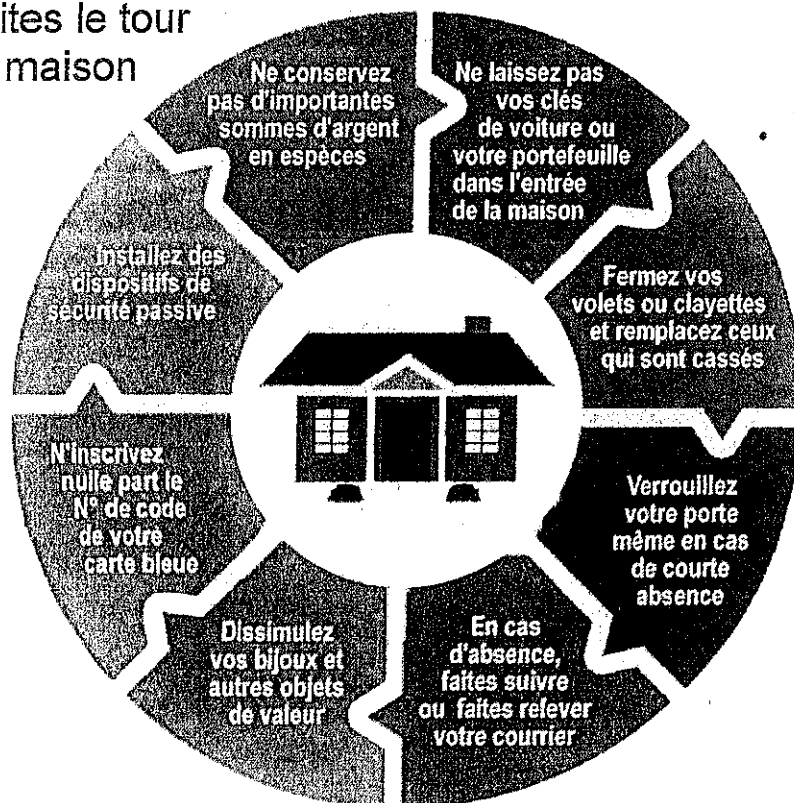 ites le tour
maison
Ne conservez
pas d'importantes
sommes d'argent
en espèces
Ne laissez pas
vos clés
de voiture ou
votre portefeuille
dans l'entrée
de la maison
Fermez vos
volets ou clayettes
et remplacez ceux
qui sont cassés
Verrouillez
votre porte
même en cas
de courte
absence
En cas
d'absence,
faites suivre
ou faites relever
votre courrier
Dissimulez
vos bijoux et
autres objets
de valeur
N'inscrivez
nulle part le
N° de code
de votre
carte bleue
Installez des
dispositifs de
sécurité passive